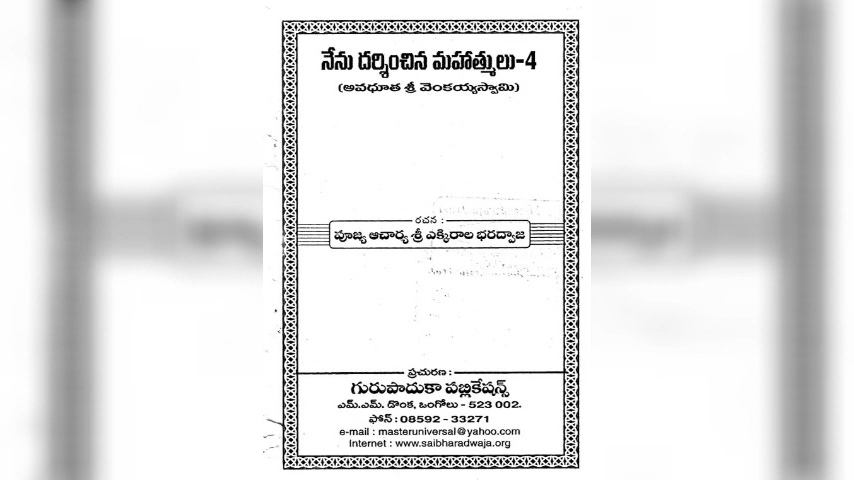 నేను దర్శించిన మహాత్ములు-4
(అవధూత శ్రీ వెంకయ్యస్వామి)
రచన :
పూజ్య ఆచార్య శ్రీ ఎక్కిరాల భరద్వాజ
ప్రచురణ :
గురుపాదుకా పబ్లికేషన్స్
ఎమ్.ఎమ్. డొంక, ఒంగోలు - 523 002.
ఫోన్ : 08592 - 33271
e-mail : masteruniversal@yahoo.com
Internet : www.saibharadwaja.org